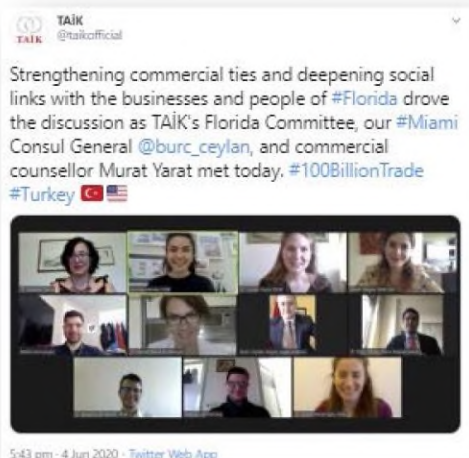 TAİK
@taikofficial
TAİK
Strengthening commercial ties and deepening social
links with the businesses and people of #Florida drove
the discussion as TAİK's Florida Committee, our #Miami
Consul General @burc_ceylan, and commercial
counsellor Murat Yarat met today. #100BillionTrade
#Turkey
5:43 pm · 4 Jun 2020 · Twitter Web App